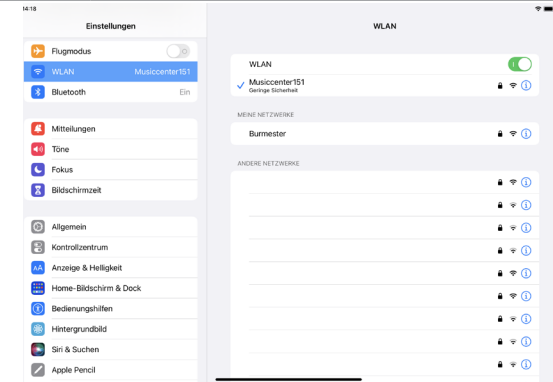 14:18
Einstellungen
Flugmodus
WLAN Musiccenter151
Bluetooth Ein
Mitteilungen
Töne
Fokus
Bildschirmzeit
Allgemein
Kontrollzentrum
AA Anzeige & Helligkeit
Home-Bildschirm & Dock
Bedienungshilfen
Hintergrundbild
Siri & Suchen
Apple Pencil
WLAN
WLAN
Musiccenter151
Geringe Sicherheit
MEINE NETZWERKE
Burmester
ANDERE NETZWERKE